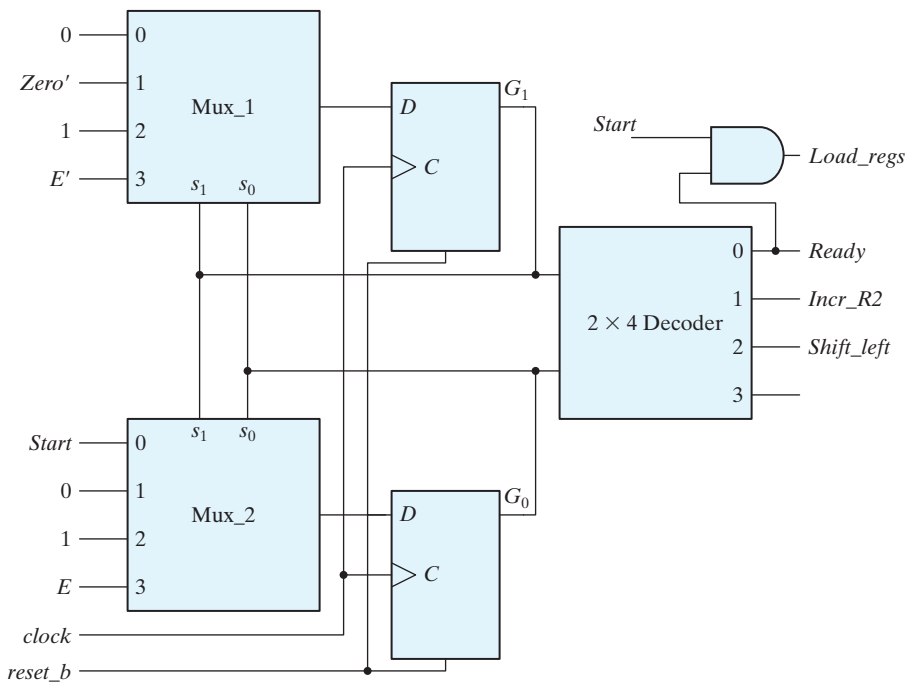 0
0
Zero'
1
Mux_1
1
2
E'
3
s₁ s₀
D
C
G₁
Start
Load_regs
0
Ready
1
Incr_R2
2 × 4 Decoder
2
Shift_left
3
s₁ s₀
Start
0
0
1
Mux_2
1
2
E
3
D
C
G₀
clock
reset_b